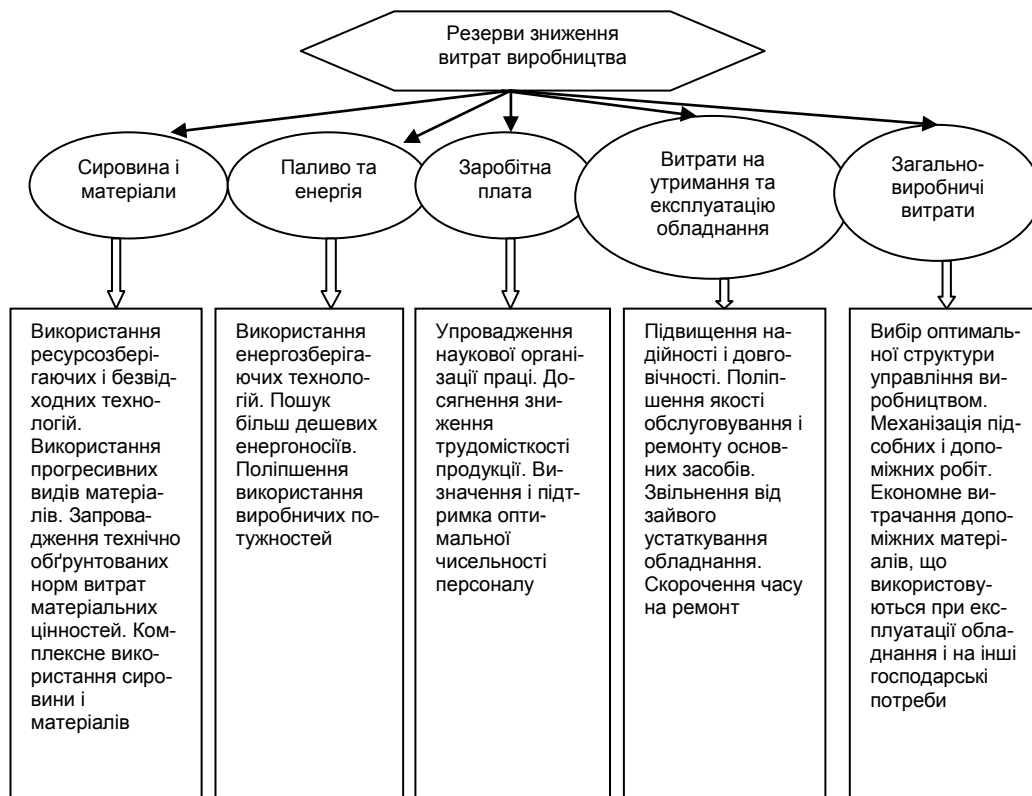 Резерви зниження
витрат виробництва
Сировина і
матеріали
Паливо та
енергія
Заробітна
плата
Витрати на
утримання та
експлуатацію
обладнання
Загально-
виробничі
витрати
Використання
ресурсозбері-
гаючих і безвід-
ходних техно-
логій.
Використання
прогресивних
видів матеріа-
лів. Запрова-
дження технічно
обґрунтованих
норм витрат
матеріальних
цінностей. Ком-
плексне вико-
ристання сиро-
вини і
матеріалів
Використання
енергозберіга-
ючих техноло-
гій. Пошук
більш дешевих
енергоносіїв.
Поліпшення
використання
виробничих по-
тужностей
Упровадження
наукової органі-
зації праці. До-
сягнення зни-
ження
трудомісткості
продукції. Ви-
значення і підт-
римка опти-
мальної
чисельності
персоналу
Підвищення на-
дійності і довго-
вічності. Поліп-
шення якості
обслуговування і
ремонту основ-
них засобів.
Звільнення від
зайвого
устаткування
обладнання.
Скорочення часу
на ремонт
Вибір оптималь-
ної структури
управління ви-
робництвом.
Механізація під-
собних і допо-
міжних робіт.
Економне ви-
трачання допо-
міжних матері-
алів, що
використову-
ються при екс-
плуатації обла-
днання і на інші
господарські
потреби